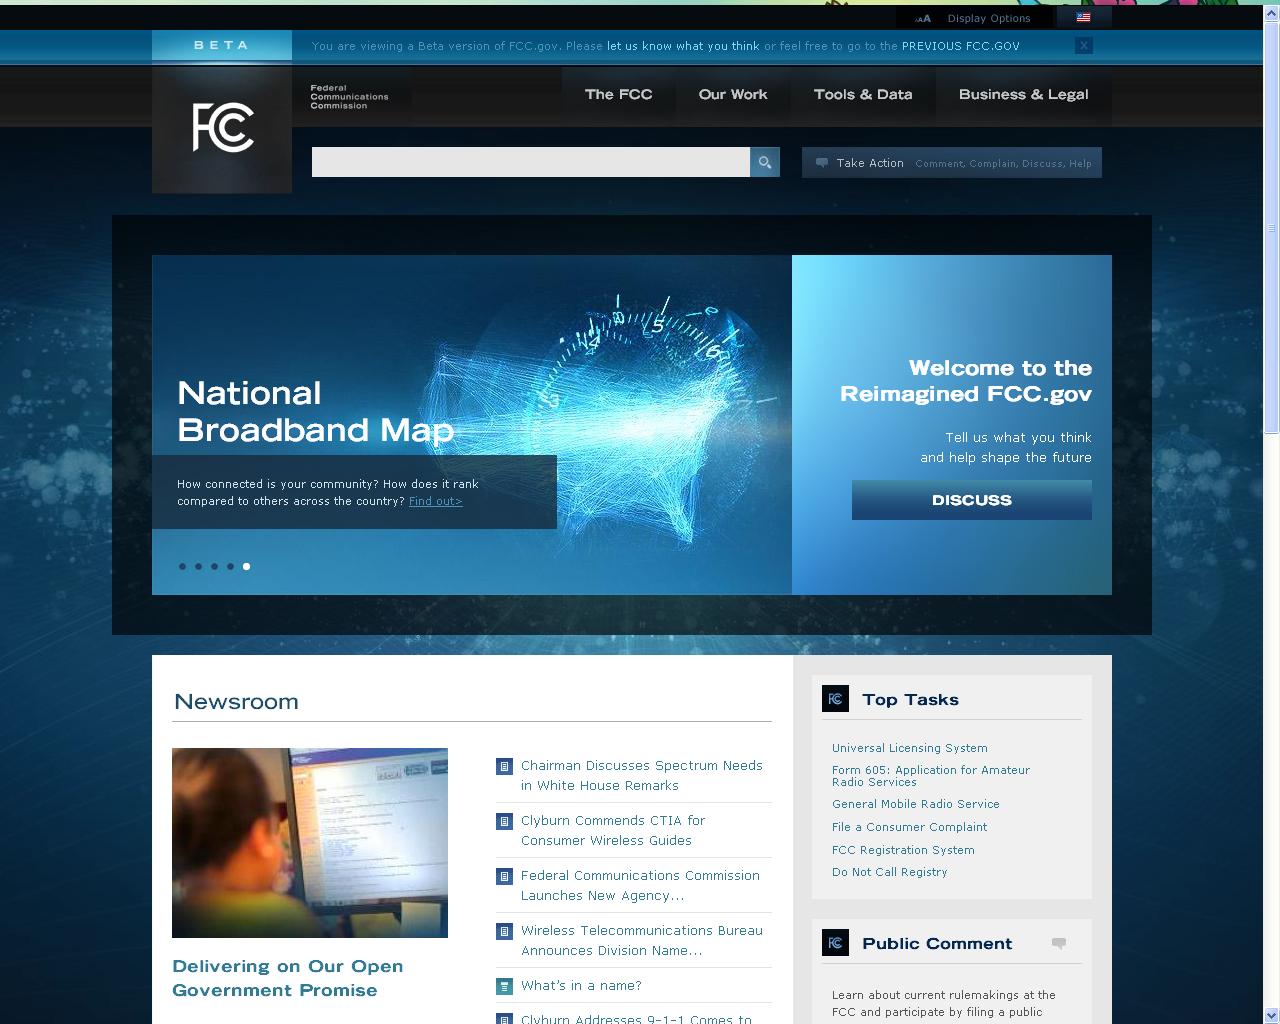 Display Options
BETA
You are viewing a Beta version of FCC.gov. Please let us know what you think or feel free to go to the PREVIOUS FCC.GOV
X
FCC
Federal
Communications
Commission
The FCC
Our Work
Tools & Data
Business & Legal
Take Action
Comment, Complain, Discuss, Help
National
Broadband Map
How connected is your community? How does it rank
compared to others across the country? Find out>
3
4
5
6
Welcome to the
Reimagined FCC.gov
Tell us what you think
and help shape the future
DISCUSS
Newsroom
Delivering on Our Open
Government Promise
Chairman Discusses Spectrum Needs
in White House Remarks
Clyburn Commends CTIA for
Consumer Wireless Guides
Federal Communications Commission
Launches New Agency...
Wireless Telecommunications Bureau
Announces Division Name...
What's in a name?
Clyburn Addresses 9-1-1 Comes to
FCC
Top Tasks
Universal Licensing System
Form 605: Application for Amateur
Radio Services
General Mobile Radio Service
File a Consumer Complaint
FCC Registration System
Do Not Call Registry
FCC
Public Comment
Learn about current rulemakings at the
FCC and participate by filing a public